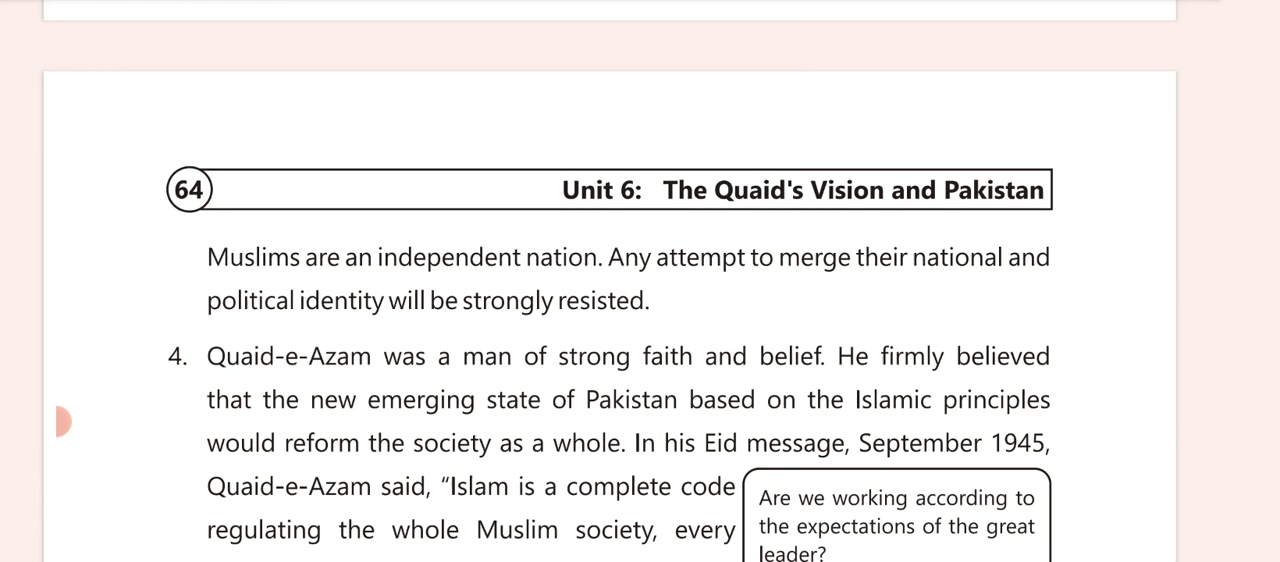 64
Unit 6: The Quaid's Vision and Pakistan
Muslims are an independent nation. Any attempt to merge their national and
political identity will be strongly resisted.
4. Quaid-e-Azam was a man of strong faith and belief. He firmly believed
that the new emerging state of Pakistan based on the Islamic principles
would reform the society as a whole. In his Eid message, September 1945,
Quaid-e-Azam said, “Islam is a complete code
regulating the whole Muslim society, every
Are we working according to
the expectations of the great
leader?